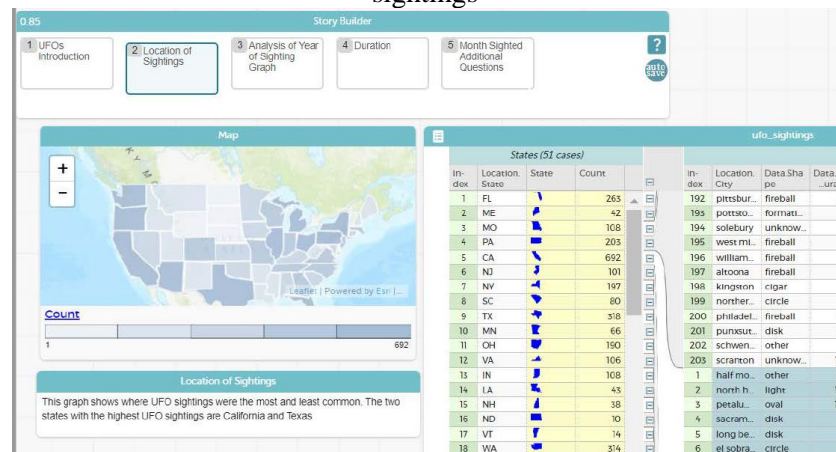 sightings
0.85 Story Builder
1 UFOs Introduction
2 Location of Sightings
3 Analysis of Year of Sighting Graph
4 Duration
5 Month Sighted Additional Questions
?
auto save
Map
+
−
Leaflet | Powered by Esri |...
Count
1 692
Location of Sightings
This graph shows where UFO sightings were the most and least common. The two
states with the highest UFO sightings are California and Texas
ufo_sightings
States (51 cases)
in-dex Location. State State Count
1 FL 263
2 ME 42
3 MO 108
4 PA 203
5 CA 692
6 NJ 101
7 NY 197
8 SC 80
9 TX 318
10 MN 66
11 OH 190
12 VA 106
13 IN 108
14 LA 43
15 NH 38
16 ND 10
17 VT 14
18 WA 314
in-dex Location. City Data.Sha pe Data. ...ura
192 pittsbur... fireball
193 pottsto... formati...
194 solebury unknow...
195 west mi... fireball
196 william... fireball
197 altoona fireball
198 kingston cigar
199 norther... circle
200 philadel... fireball
201 punxsut... disk
202 schwen... other
203 scranton unknow...
1 half mo... other
2 north h... light
3 petalu... oval
4 sacram... disk
5 long be... disk
6 el sobra... circle